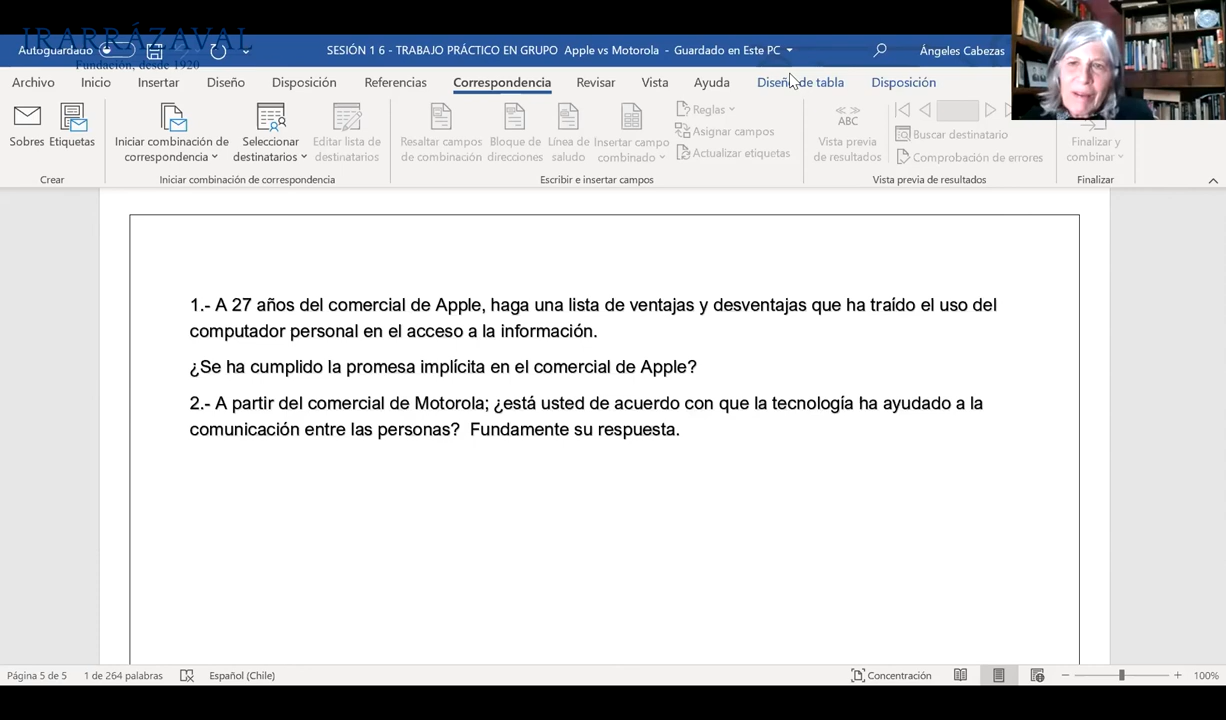 IRARRÁZAVAL
Fundación, desde 1920
Autoguardado
SESIÓN 1 6 - TRABAJO PRÁCTICO EN GRUPO Apple vs Motorola - Guardado en Este PC
Ángeles Cabezas
Archivo Inicio Insertar Diseño Disposición Referencias Correspondencia Revisar Vista Ayuda Diseño de tabla Disposición
Sobres Etiquetas
Iniciar combinación de correspondencia
Seleccionar destinatarios
Editar lista de destinatarios
Resaltar campos de combinación
Bloque de direcciones
Línea de saludo
Insertar campo combinado
Reglas
Asignar campos
Actualizar etiquetas
<< >>
ABC
Vista previa de resultados
Buscar destinatario
Comprobación de errores
Finalizar y combinar
Crear Iniciar combinación de correspondencia Escribir e insertar campos Vista previa de resultados Finalizar
1.- A 27 años del comercial de Apple, haga una lista de ventajas y desventajas que ha traído el uso del
computador personal en el acceso a la información.
¿Se ha cumplido la promesa implícita en el comercial de Apple?
2.- A partir del comercial de Motorola; ¿está usted de acuerdo con que la tecnología ha ayudado a la
comunicación entre las personas? Fundamente su respuesta.
Página 5 de 5 1 de 264 palabras Español (Chile) Concentración 100%